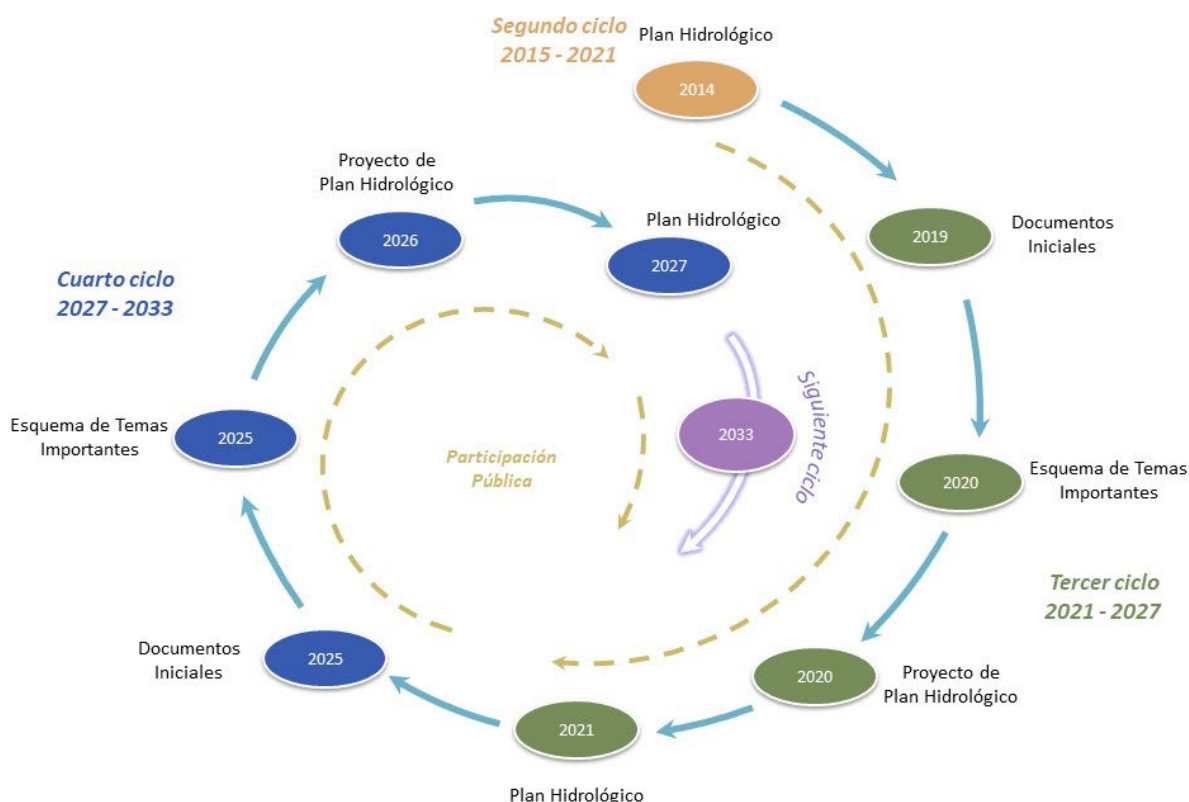 Segundo ciclo
2015 - 2021
Plan Hidrológico
2014
2019
Documentos
Iniciales
2020
Esquema de Temas
Importantes
Tercer ciclo
2021 - 2027
2020
Proyecto de
Plan Hidrológico
2021
Plan Hidrológico
2025
Documentos
Iniciales
2025
Esquema de Temas
Importantes
Cuarto ciclo
2027 - 2033
Proyecto de
Plan Hidrológico
2026
Plan Hidrológico
2027
Siguiente ciclo
2033
Participación
Pública